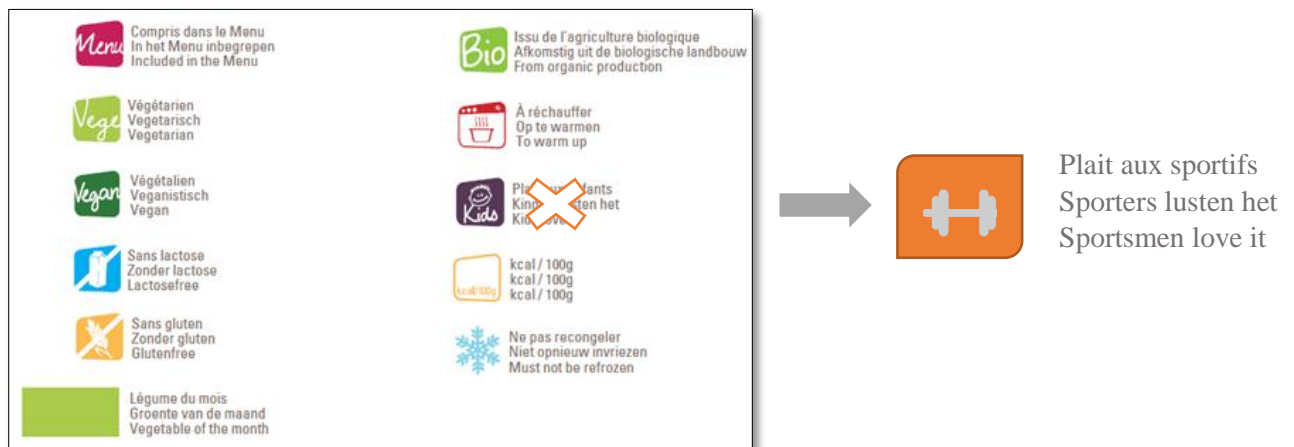 Menu
Compris dans le Menu
In het Menu inbegrepen
Included in the Menu
Vege
Végétarien
Vegetarisch
Vegetarian
Vegan
Végétalien
Veganistisch
Vegan
Sans lactose
Zonder lactose
Lactosefree
Sans gluten
Zonder gluten
Glutenfree
Légume du mois
Groente van de maand
Vegetable of the month
Bio
Issu de l'agriculture biologique
Afkomstig uit de biologische landbouw
From organic production
À réchauffer
Op te warmen
To warm up
Kids
het
kcal/100g
kcal / 100g
kcal / 100g
kcal / 100g
Ne pas recongeler
Niet opnieuw invriezen
Must not be refrozen
Plait aux sportifs
Sporters lusten het
Sportsmen love it